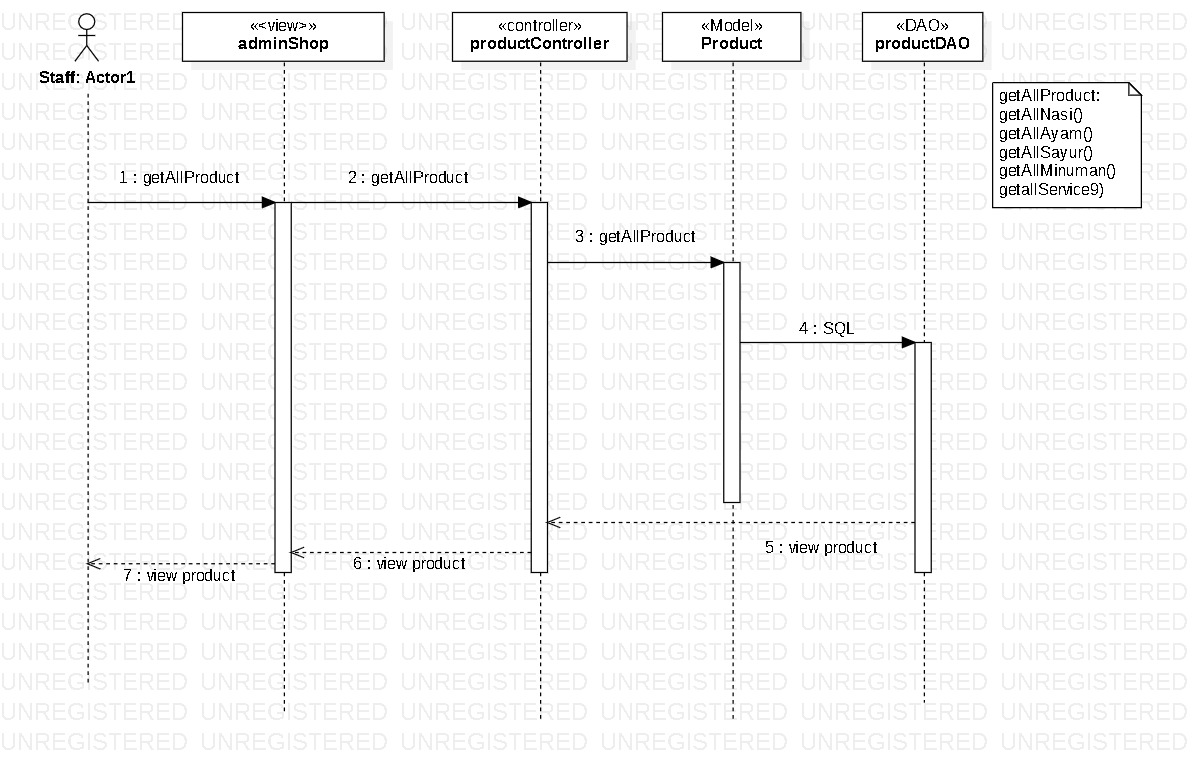 «<view>»
adminShop
«controller»
productController
«Model»
Product
«DAO»
productDAO
Staff: Actor1
getAllProduct:
getAllNasi()
getAllAyam()
getAllSayur()
getAllMinuman()
getallService9)
1 : getAllProduct
2 : getAllProduct
3 : getAllProduct
4 : SQL
5 : view product
6 : view product
7 : view product
UNREGISTERED